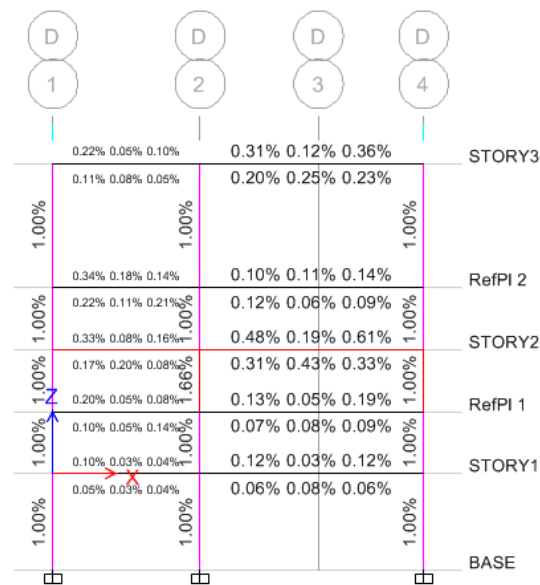 D D D D
1 2 3 4
0.22% 0.05% 0.10% 0.31% 0.12% 0.36% STORY3
0.11% 0.08% 0.05% 0.20% 0.25% 0.23%
1.00% 1.00% 1.00%
0.34% 0.18% 0.14% 0.10% 0.11% 0.14% RefPl 2
0.22% 0.11% 0.21% 0.12% 0.06% 0.09%
1.00% 1.00% 1.00%
0.33% 0.08% 0.16% 0.48% 0.19% 0.61% STORY2
0.17% 0.20% 0.08% 0.31% 0.43% 0.33%
1.00% 1.66% 1.00%
Z
0.20% 0.05% 0.08% 0.13% 0.05% 0.19% RefPl 1
0.10% 0.05% 0.14% 0.07% 0.08% 0.09%
1.00% 1.00% 1.00%
0.10% 0.03% 0.04% 0.12% 0.03% 0.12% STORY1
X
0.05% 0.03% 0.04% 0.06% 0.08% 0.06%
1.00% 1.00% 1.00%
BASE